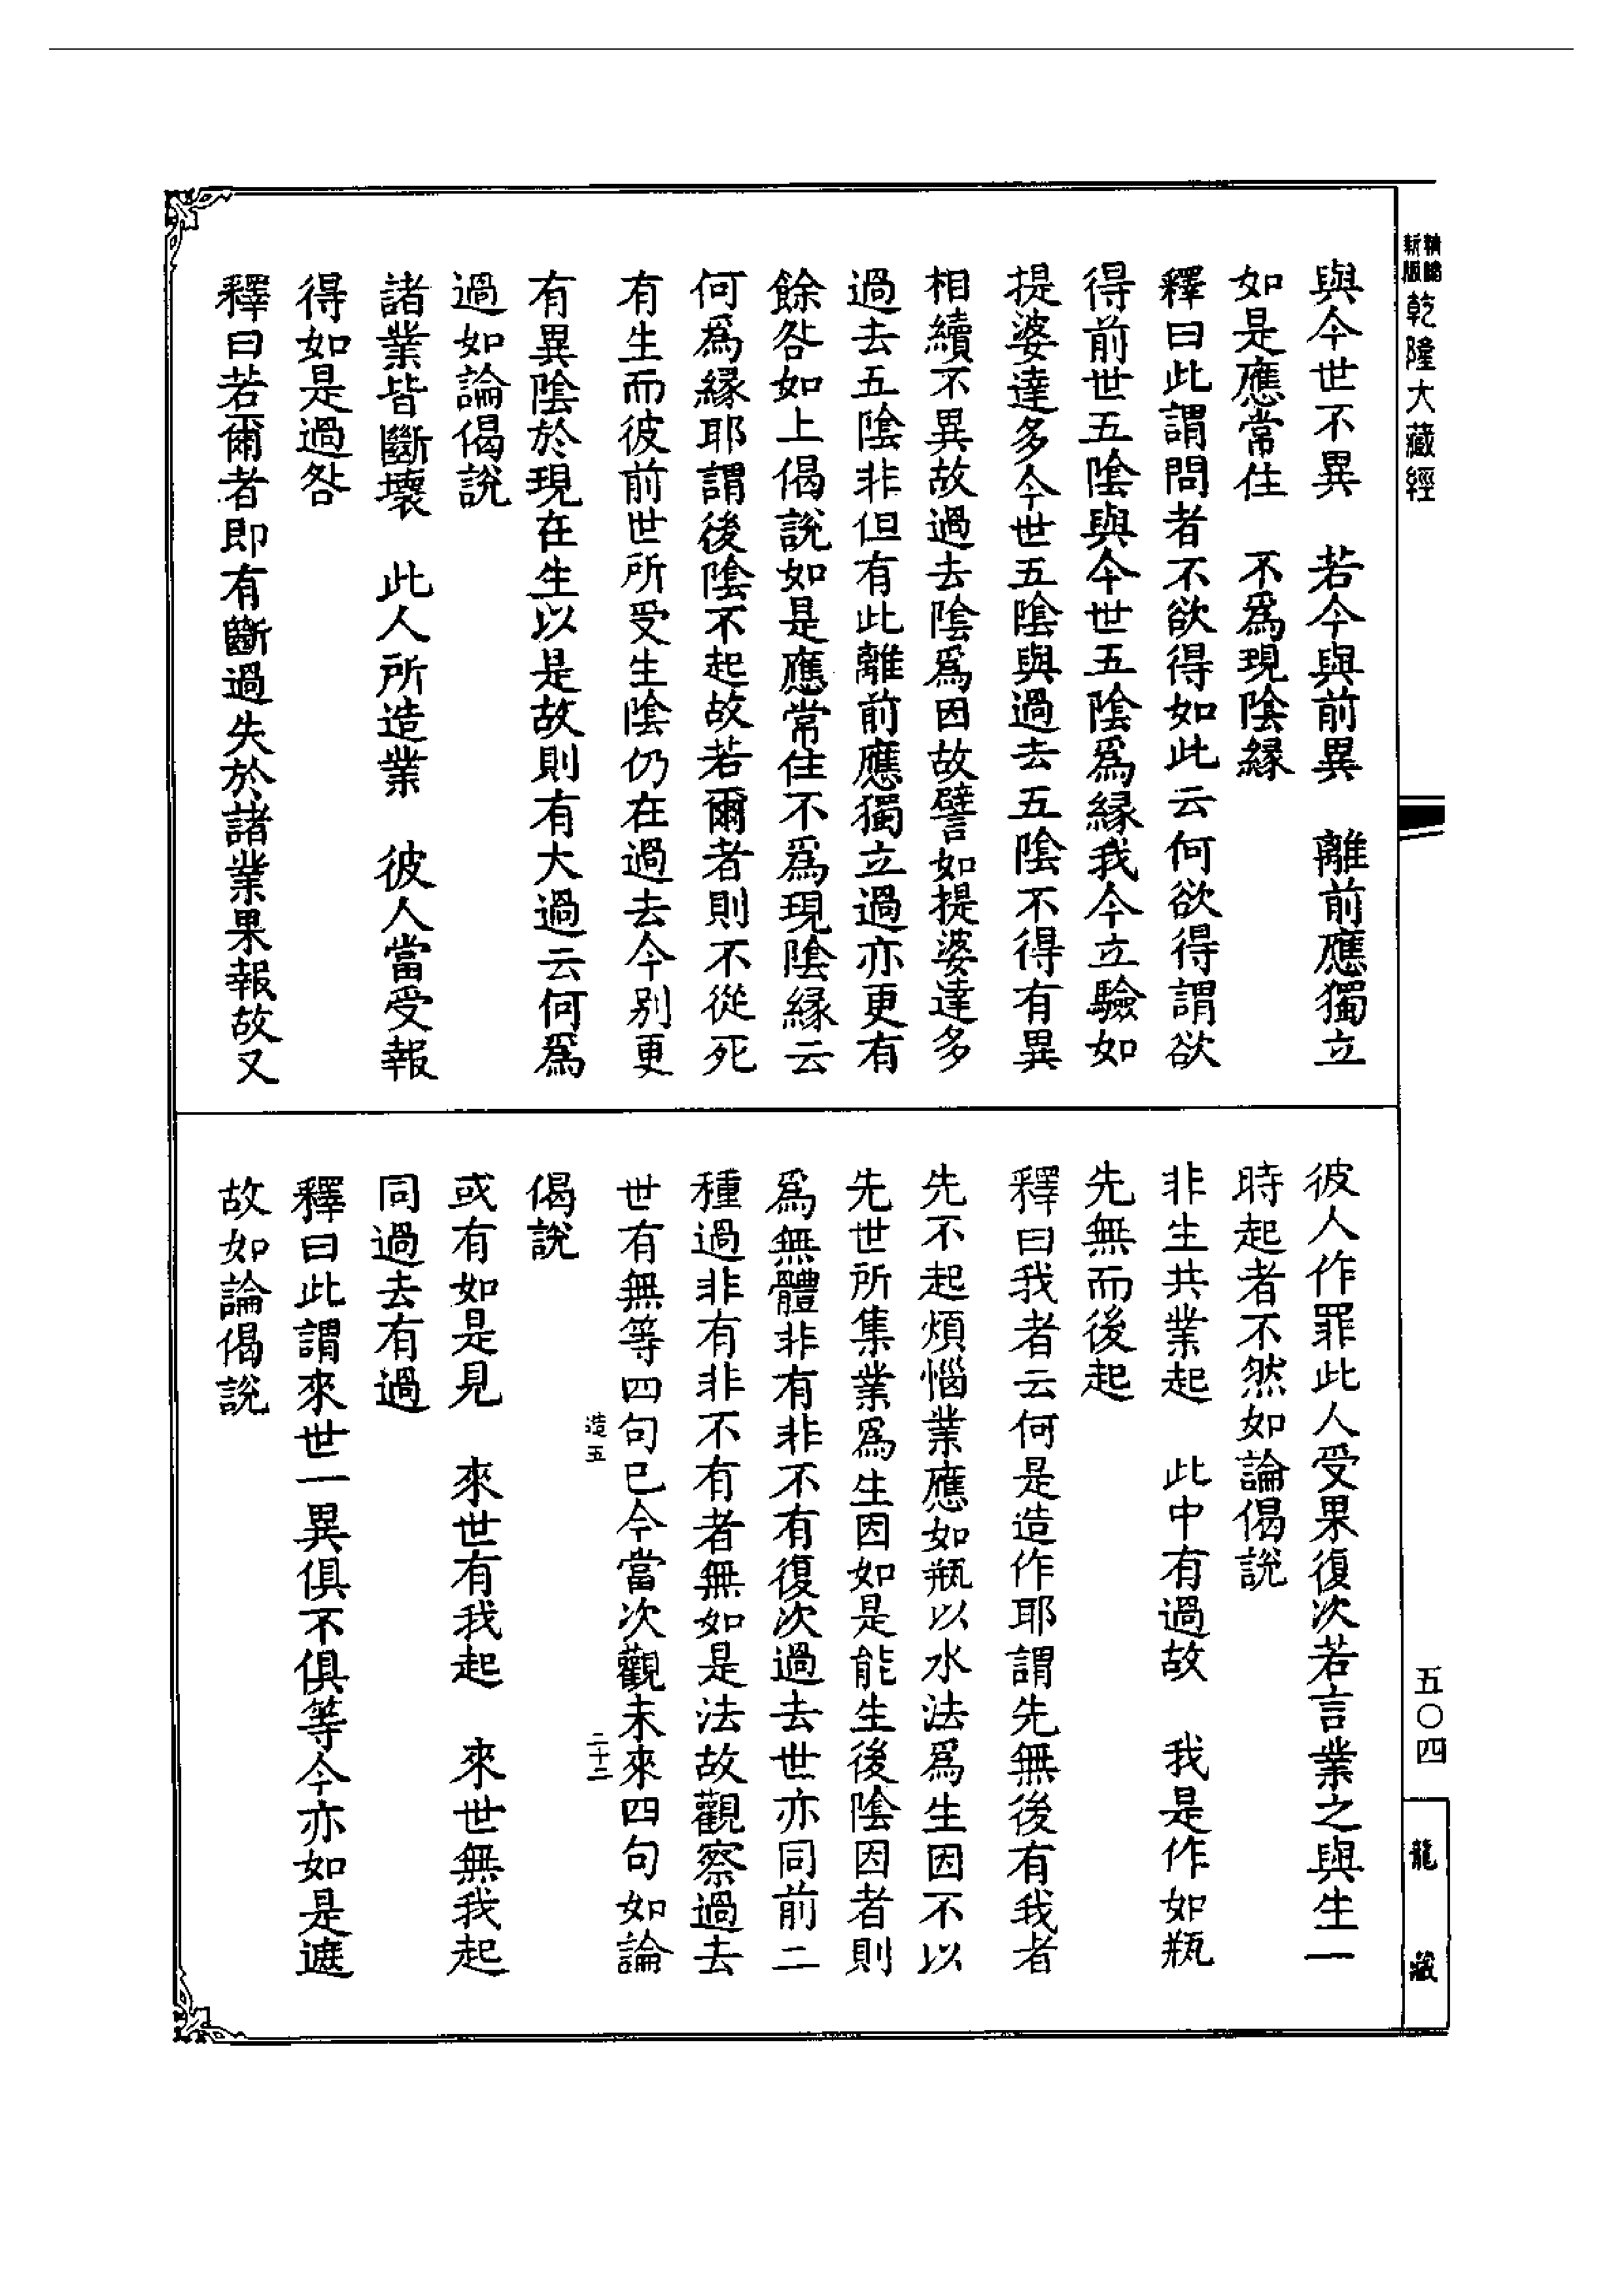 精縮新版乾隆大藏經
與今世不異　若今與前異　離前應獨立
如是應常住　不爲現陰緣
釋曰此謂問者不欲得如此云何欲得謂欲
得前世五陰與今世五陰爲緣我今立驗如
提婆達多今世五陰與過去五陰不得有異
相續不異故過去陰爲因故譬如提婆達多
過去五陰非但有此離前應獨立過亦更有
餘咎如上偈說如是應常住不爲現陰緣云
何爲緣耶謂後陰不起故若爾者則不從死
有生而彼前世所受生陰仍在過去今別更
有異陰於現在生以是故則有大過云何爲
過如論偈說
諸業皆斷壞　此人所造業　彼人當受報
得如是過咎
釋曰若爾者即有斷過失於諸業果報故又
彼人作罪此人受果復次若言業之與生一
時起者不然如論偈說
非生共業起　此中有過故　我是作如瓶
先無而後起
釋曰我者云何是造作耶謂先無後有我者
先不起煩惱業應如瓶以水法爲生因不以
先世所集業爲生因如是能生後陰因者則
爲無體非有非不有復次過去世亦同前二
種過非有非不有者無如是法故觀察過去
世有無等四句已今當次觀未來四句如論
造五　二十二
偈說
或有如是見　來世有我起　來世無我起
同過去有過
釋曰此謂來世一異俱不俱等今亦如是遮
故如論偈說
五〇四
龍藏